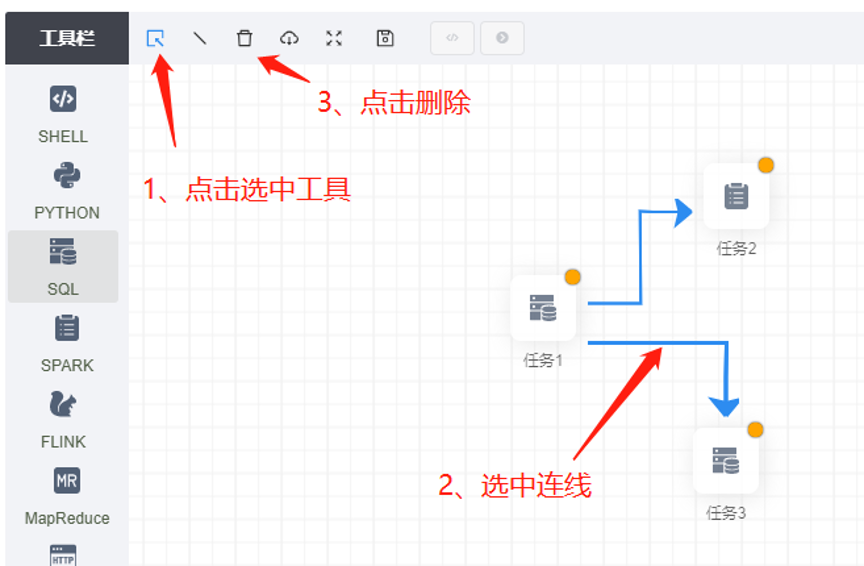 工具栏
3、点击删除
SHELL
1、点击选中工具
PYTHON
任务2
SQL
任务1
SPARK
FLINK
2、选中连线
MR
MapReduce
任务3
HTTP